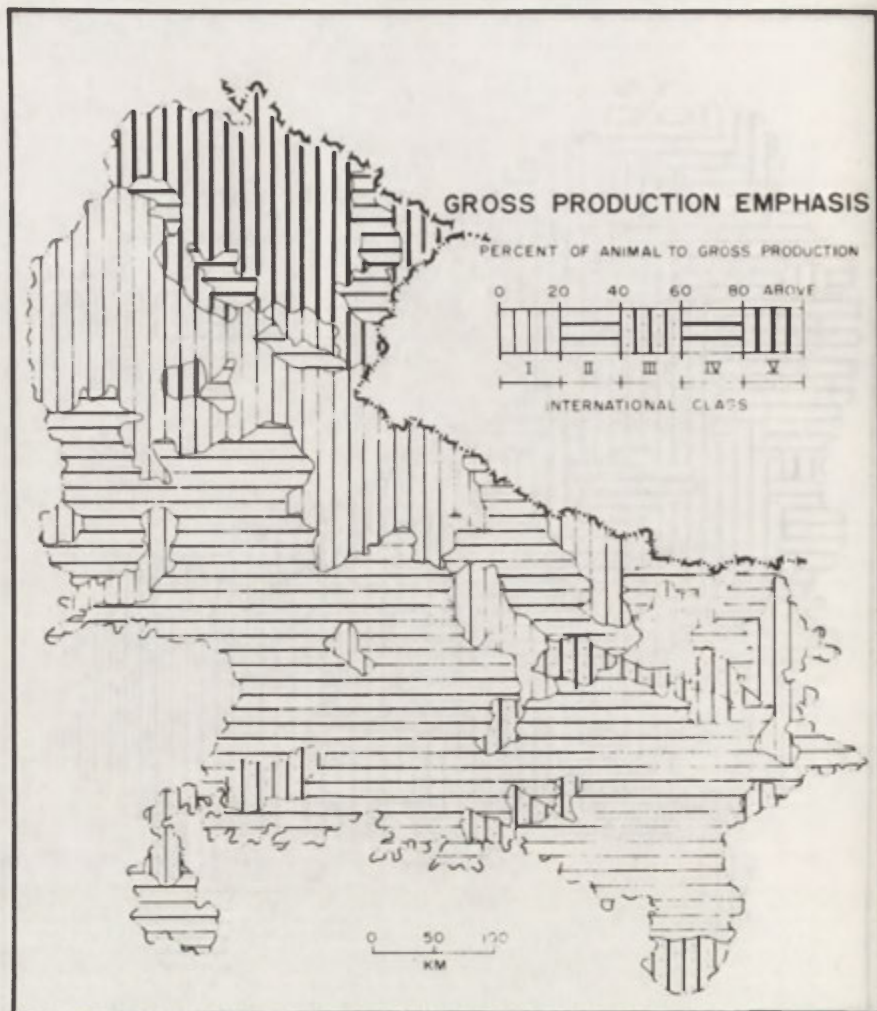 GROSS PRODUCTION EMPHASIS
PERCENT OF ANIMAL TO GROSS PRODUCTION
0 20 40 60 80 ABOVE
I II III IV V
INTERNATIONAL CLASS
0 50 100
KM